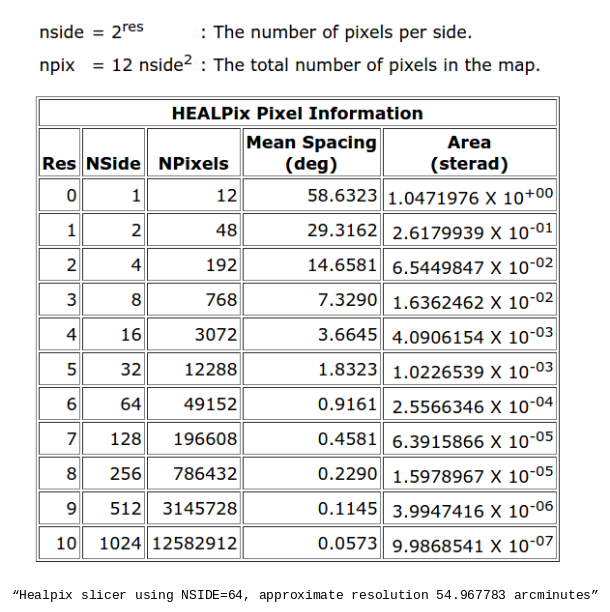 nside = 2^res : The number of pixels per side.
npix = 12 nside² : The total number of pixels in the map.
HEALPix Pixel Information
Res NSide NPixels Mean Spacing (deg) Area (sterad)
0 1 12 58.6323 1.0471976 X 10^+00
1 2 48 29.3162 2.6179939 X 10^-01
2 4 192 14.6581 6.5449847 X 10^-02
3 8 768 7.3290 1.6362462 X 10^-02
4 16 3072 3.6645 4.0906154 X 10^-03
5 32 12288 1.8323 1.0226539 X 10^-03
6 64 49152 0.9161 2.5566346 X 10^-04
7 128 196608 0.4581 6.3915866 X 10^-05
8 256 786432 0.2290 1.5978967 X 10^-05
9 512 3145728 0.1145 3.9947416 X 10^-06
10 1024 12582912 0.0573 9.9868541 X 10^-07
“Healpix slicer using NSIDE=64, approximate resolution 54.967783 arcminutes”